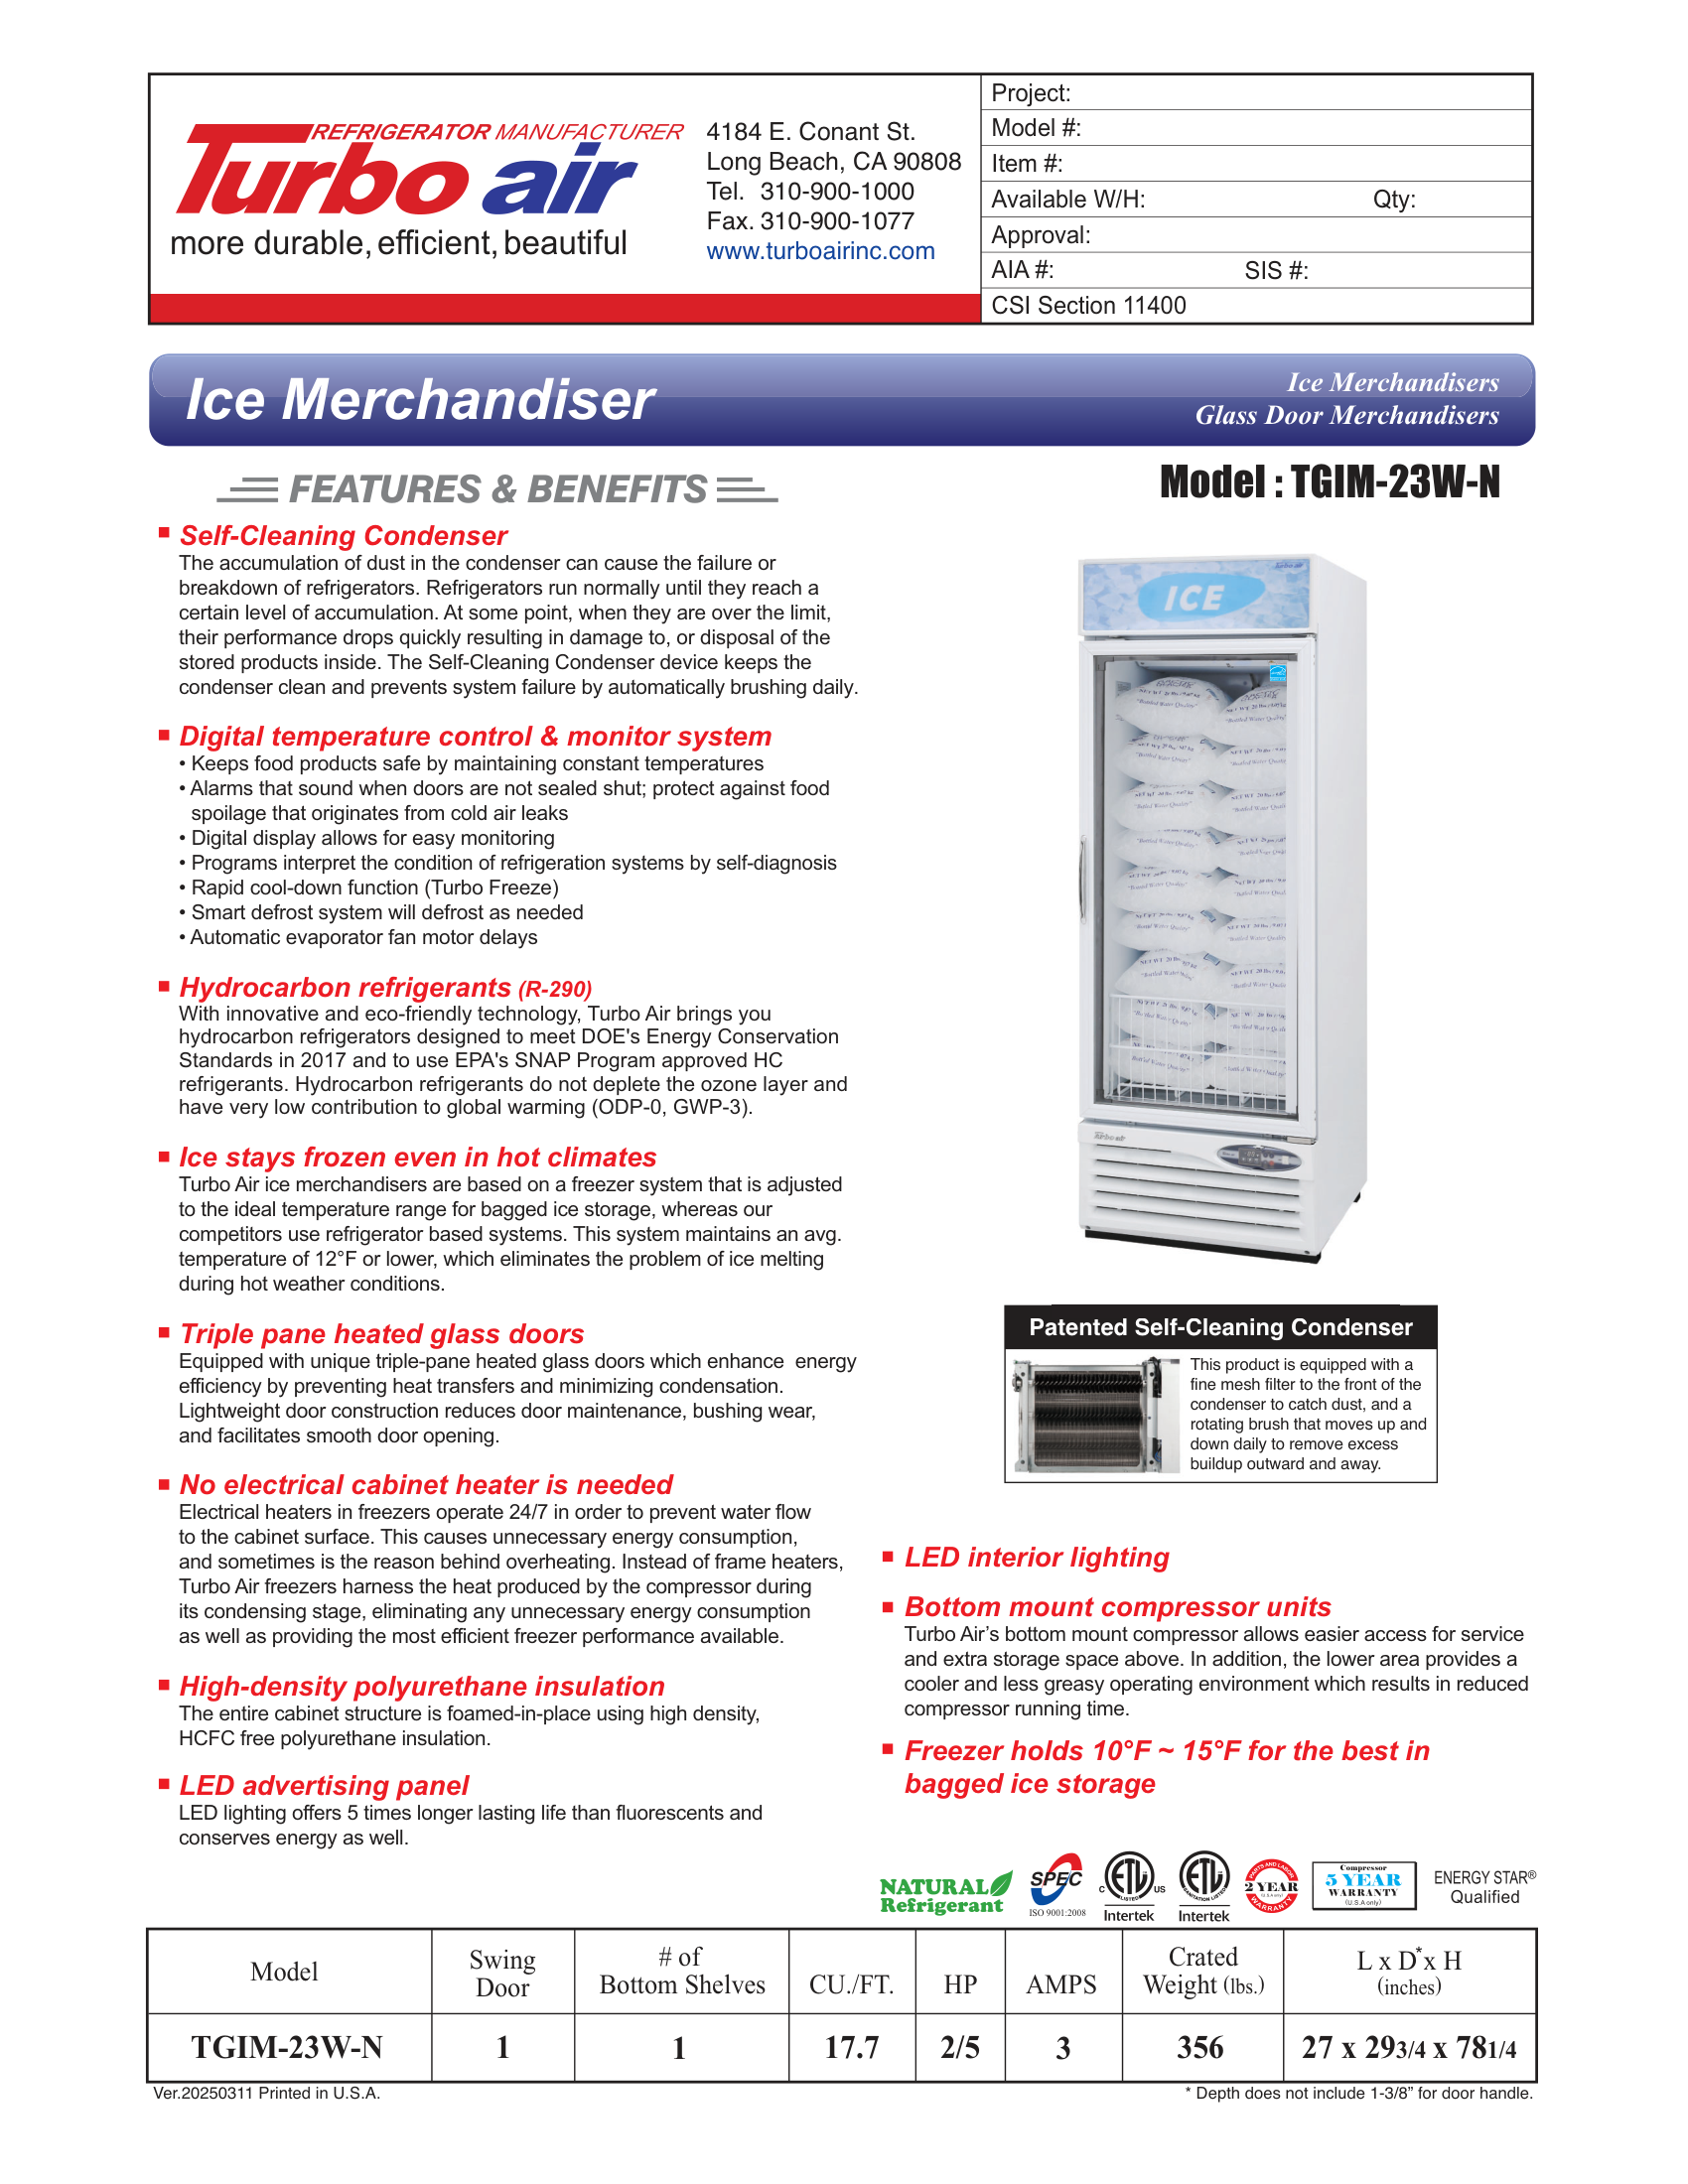 REFRIGERATOR MANUFACTURER
Turbo air
more durable, efficient, beautiful
4184 E. Conant St.
Long Beach, CA 90808
Tel. 310-900-1000
Fax. 310-900-1077
www.turboairinc.com
Project:
Model #:
Item #:
Available W/H: Qty:
Approval:
AIA #: SIS #:
CSI Section 11400
Ice Merchandiser
Ice Merchandisers
Glass Door Merchandisers
FEATURES & BENEFITS
Model : TGIM-23W-N
Self-Cleaning Condenser
The accumulation of dust in the condenser can cause the failure or
breakdown of refrigerators. Refrigerators run normally until they reach a
certain level of accumulation. At some point, when they are over the limit,
their performance drops quickly resulting in damage to, or disposal of the
stored products inside. The Self-Cleaning Condenser device keeps the
condenser clean and prevents system failure by automatically brushing daily.
Digital temperature control & monitor system
• Keeps food products safe by maintaining constant temperatures
• Alarms that sound when doors are not sealed shut; protect against food
spoilage that originates from cold air leaks
• Digital display allows for easy monitoring
• Programs interpret the condition of refrigeration systems by self-diagnosis
• Rapid cool-down function (Turbo Freeze)
• Smart defrost system will defrost as needed
• Automatic evaporator fan motor delays
Hydrocarbon refrigerants (R-290)
With innovative and eco-friendly technology, Turbo Air brings you
hydrocarbon refrigerators designed to meet DOE's Energy Conservation
Standards in 2017 and to use EPA's SNAP Program approved HC
refrigerants. Hydrocarbon refrigerants do not deplete the ozone layer and
have very low contribution to global warming (ODP-0, GWP-3).
Ice stays frozen even in hot climates
Turbo Air ice merchandisers are based on a freezer system that is adjusted
to the ideal temperature range for bagged ice storage, whereas our
competitors use refrigerator based systems. This system maintains an avg.
temperature of 12°F or lower, which eliminates the problem of ice melting
during hot weather conditions.
Triple pane heated glass doors
Equipped with unique triple-pane heated glass doors which enhance energy
efficiency by preventing heat transfers and minimizing condensation.
Lightweight door construction reduces door maintenance, bushing wear,
and facilitates smooth door opening.
No electrical cabinet heater is needed
Electrical heaters in freezers operate 24/7 in order to prevent water flow
to the cabinet surface. This causes unnecessary energy consumption,
and sometimes is the reason behind overheating. Instead of frame heaters,
Turbo Air freezers harness the heat produced by the compressor during
its condensing stage, eliminating any unnecessary energy consumption
as well as providing the most efficient freezer performance available.
High-density polyurethane insulation
The entire cabinet structure is foamed-in-place using high density,
HCFC free polyurethane insulation.
LED advertising panel
LED lighting offers 5 times longer lasting life than fluorescents and
conserves energy as well.
Turbo air
ICE
Turbo air
Patented Self-Cleaning Condenser
This product is equipped with a
fine mesh filter to the front of the
condenser to catch dust, and a
rotating brush that moves up and
down daily to remove excess
buildup outward and away.
LED interior lighting
Bottom mount compressor units
Turbo Air’s bottom mount compressor allows easier access for service
and extra storage space above. In addition, the lower area provides a
cooler and less greasy operating environment which results in reduced
compressor running time.
Freezer holds 10°F ~ 15°F for the best in
bagged ice storage
NATURAL
Refrigerant
SPEC
ISO 9001:2008
C ETL US
LISTED
Intertek
ETL
SANITATION LISTED
Intertek
PARTS AND LABOR
2 YEAR
(U.S.A only)
WARRANTY
Compressor
5 YEAR
WARRANTY
(U.S.A only)
ENERGY STAR®
Qualified
Model Swing Door # of Bottom Shelves CU./FT. HP AMPS Crated Weight (lbs.) L x D* x H (inches)
TGIM-23W-N 1 1 17.7 2/5 3 356 27 x 29 3/4 x 78 1/4
Ver.20250311 Printed in U.S.A.
* Depth does not include 1-3/8” for door handle.